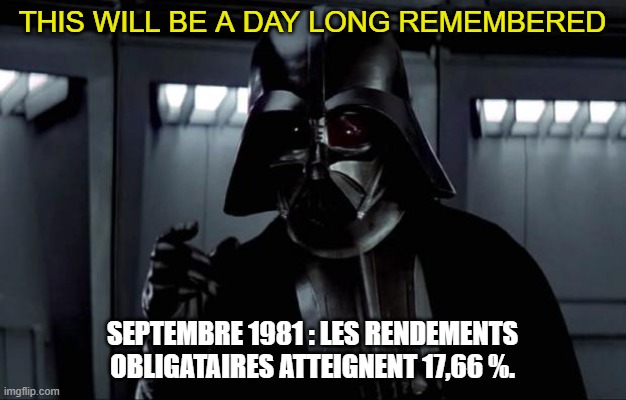 THIS WILL BE A DAY LONG REMEMBERED
SEPTEMBRE 1981 : LES RENDEMENTS
OBLIGATAIRES ATTEIGNENT 17,66 %.
imgflip.com